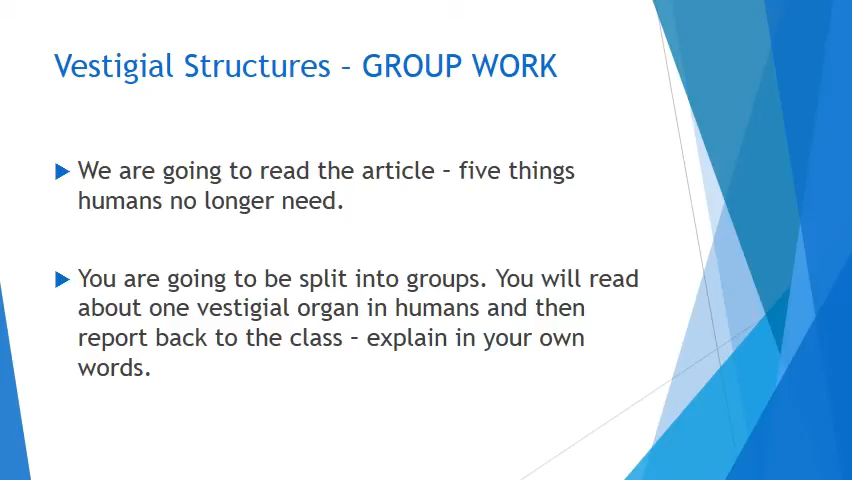 Vestigial Structures – GROUP WORK
We are going to read the article – five things
humans no longer need.
You are going to be split into groups. You will read
about one vestigial organ in humans and then
report back to the class – explain in your own
words.